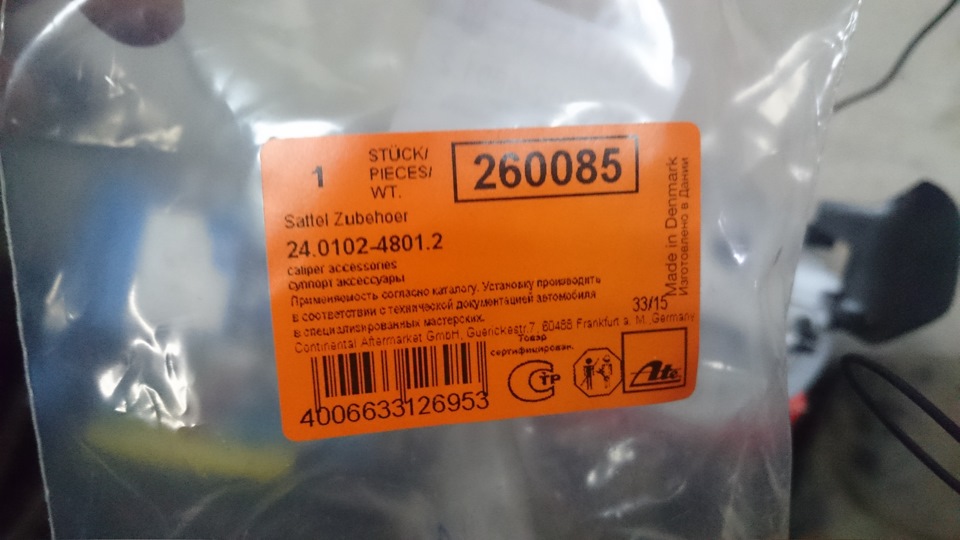 1
STÜCK/
PIECES/
WT.
260085
Sattel Zubehoer
24.0102-4801.2
caliper accessories
суппорт аксессуары
Применяемость согласно каталогу. Установку производить
в соответствии с технической документацией автомобиля
в специализированных мастерских.
33/15
Continental Aftermarket GmbH, Guerickestr.7, 60488 Frankfurt a. M. Germany
Товар
сертифицирован.
4006633126953
СТР
Ate
Made in Denmark
Изготовлено в Дании